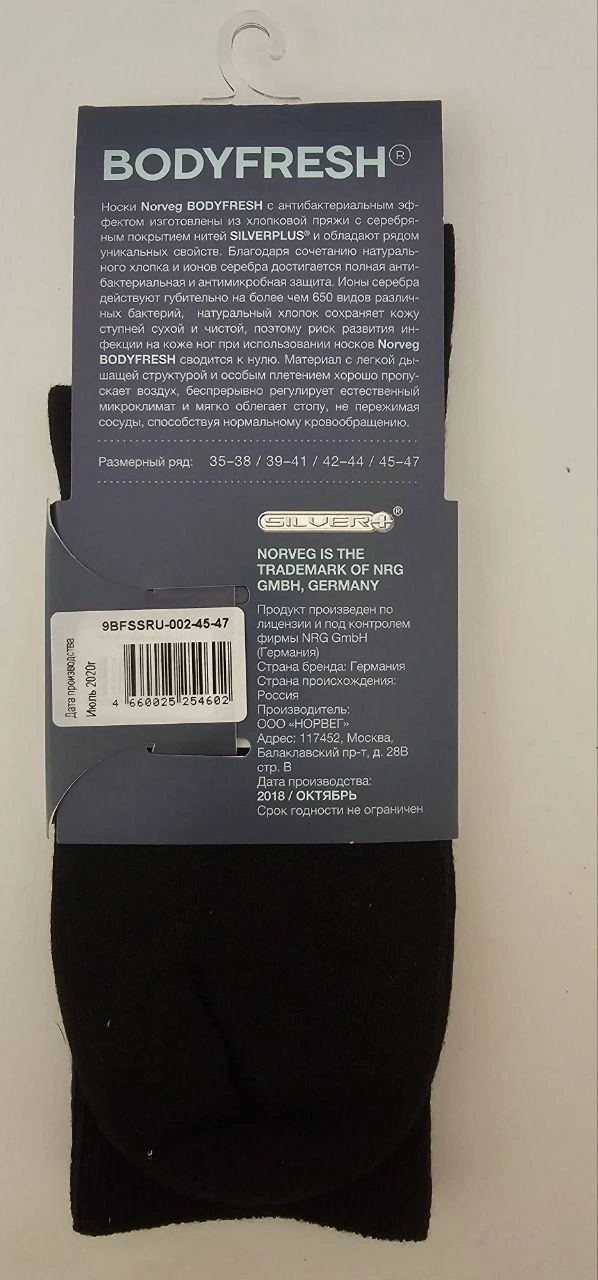 BODYFRESH®
Носки Norveg BODYFRESH с антибактериальным эф-
фектом изготовлены из хлопковой пряжи с серебря-
ным покрытием нитей SILVERPLUS® и обладают рядом
уникальных свойств. Благодаря сочетанию натураль-
ного хлопка и ионов серебра достигается полная анти-
бактериальная и антимикробная защита. Ионы серебра
действуют губительно на более чем 650 видов различ-
ных бактерий, натуральный хлопок сохраняет кожу
ступней сухой и чистой, поэтому риск развития ин-
фекции на коже ног при использовании носков Norveg
BODYFRESH сводится к нулю. Материал с легкой ды-
шащей структурой и особым плетением хорошо пропу-
скает воздух, беспрерывно регулирует естественный
микроклимат и мягко облегает стопу, не пережимая
сосуды, способствуя нормальному кровообращению.
Размерный ряд: 35–38 / 39–41 / 42–44 / 45–47
SILVER+®
NORVEG IS THE
TRADEMARK OF NRG
GMBH, GERMANY
Продукт произведен по
лицензии и под контролем
фирмы NRG GmbH
(Германия)
Страна бренда: Германия
Страна происхождения:
Россия
Производитель:
ООО «НОРВЕГ»
Адрес: 117452, Москва,
Балаклавский пр-т, д. 28В
стр. В
Дата производства:
2018 / ОКТЯБРЬ
Срок годности не ограничен
9BFSSRU-002-45-47
4 660025 254602
Дата производства
Июль 2020г